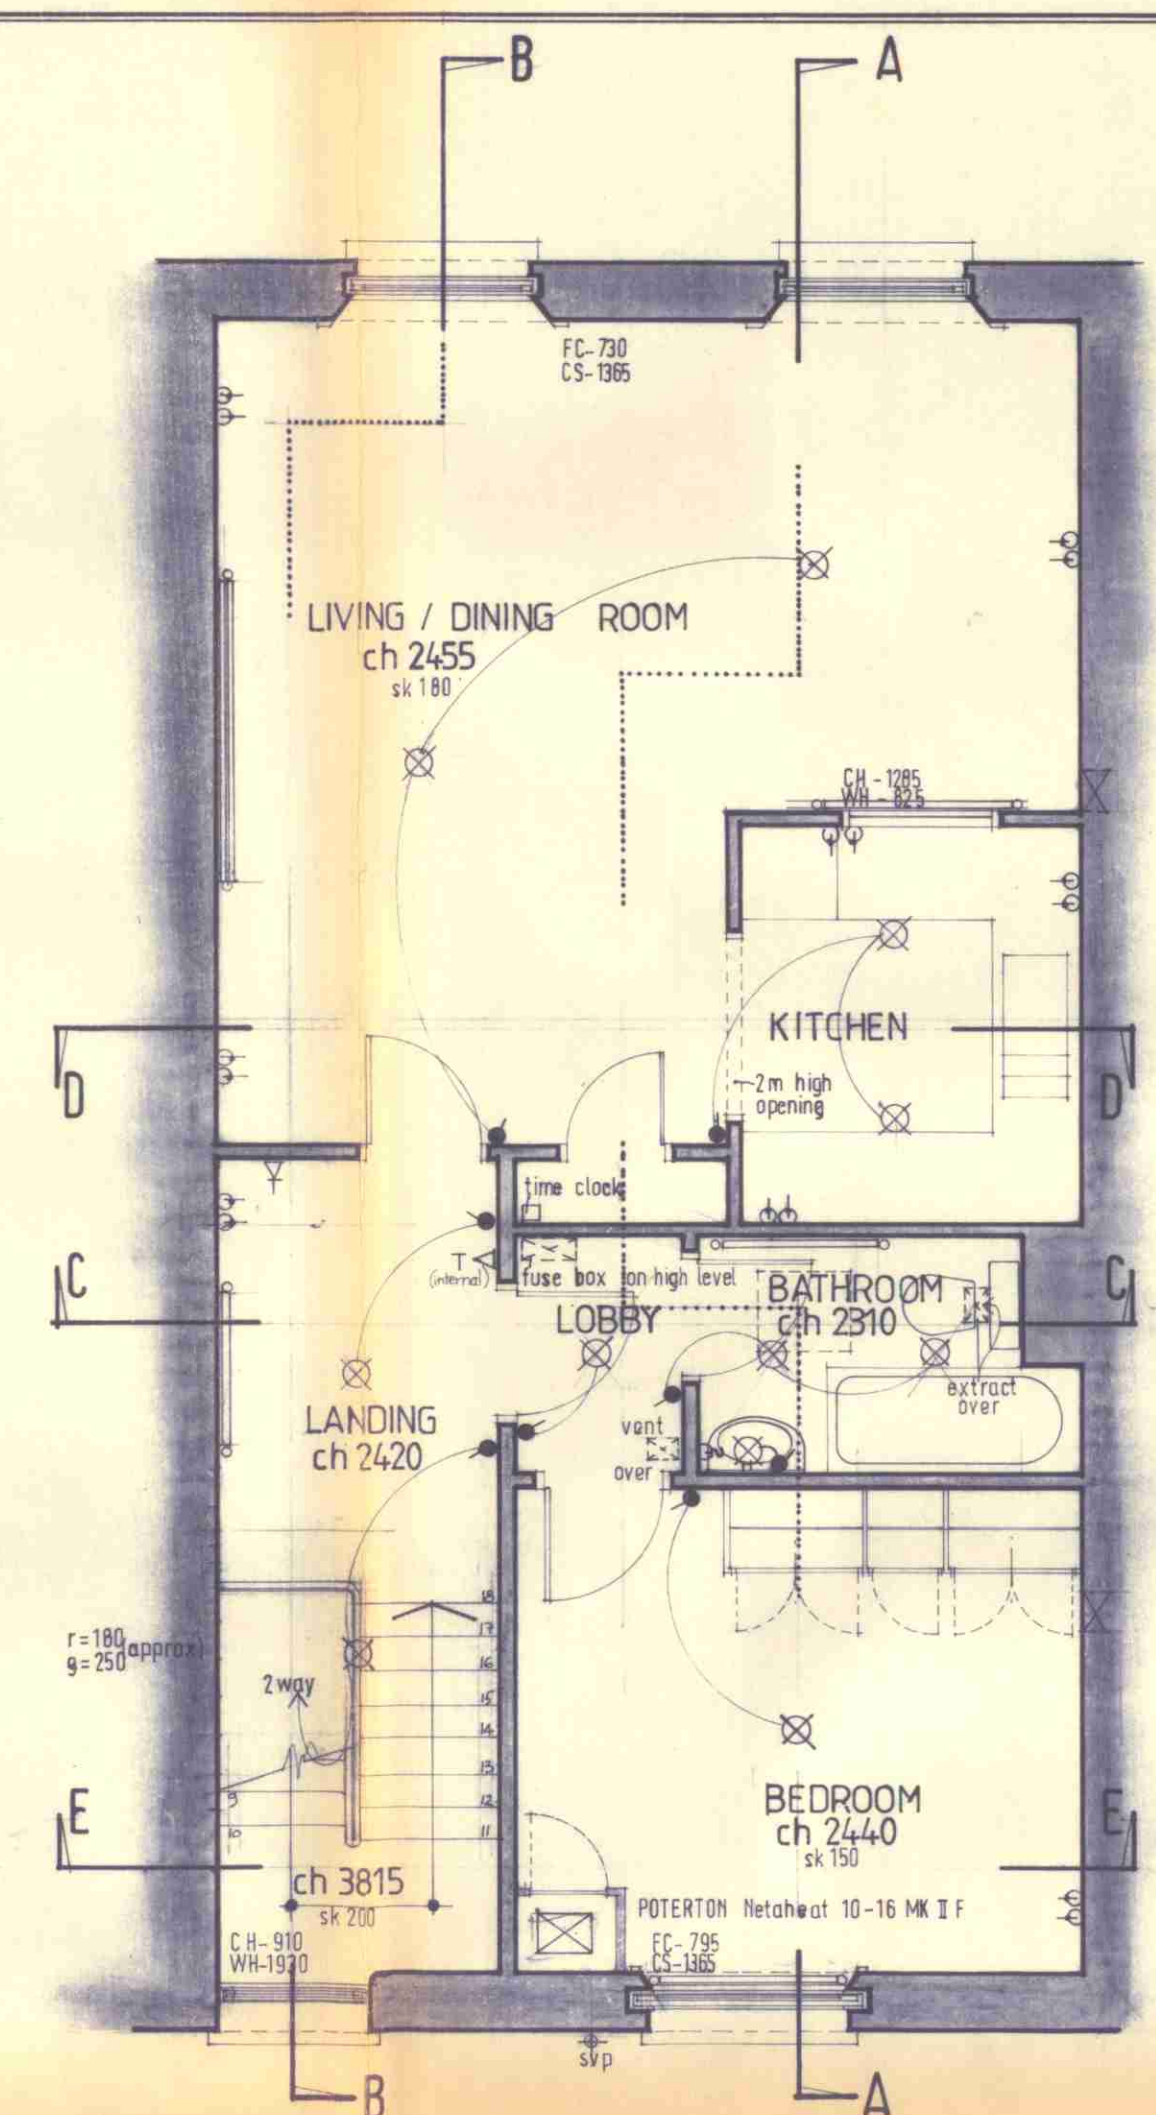 B
A
FC-730
CS-1365
LIVING / DINING ROOM
ch 2455
sk 180
CH-1285
WH-825
KITCHEN
D
D
2m high
opening
time clock
T
(internal)
fuse box on high level
C
C
BATHROOM
ch 2310
LOBBY
extract
over
LANDING
ch 2420
vent
over
r=180 (approx)
g=250
2way
18
17
16
15
14
13
12
11
9
10
E
E
BEDROOM
ch 2440
sk 150
ch 3815
sk 200
POTERTON Netaheat 10-16 MK II F
CH-910
WH-1920
FC-795
CS-1365
svp
B
A